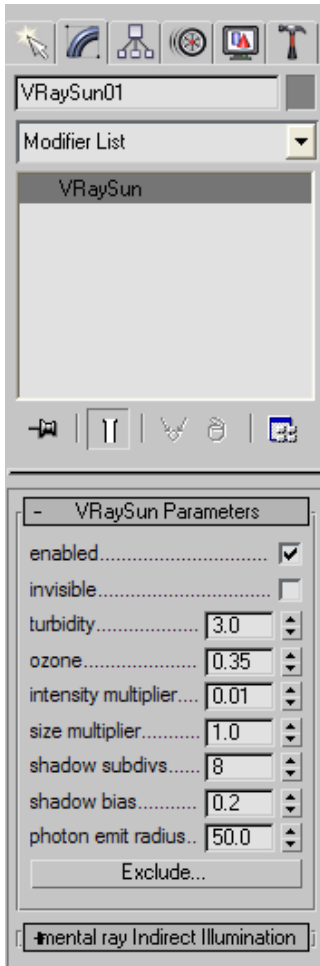 VRaySun01
Modifier List
VRaySun
- VRaySun Parameters
enabled..............................
invisible...............................
turbidity................... 3.0
ozone..................... 0.35
intensity multiplier.... 0.01
size multiplier........... 1.0
shadow subdivs...... 8
shadow bias........... 0.2
photon emit radius.. 50.0
Exclude...
+mental ray Indirect Illumination